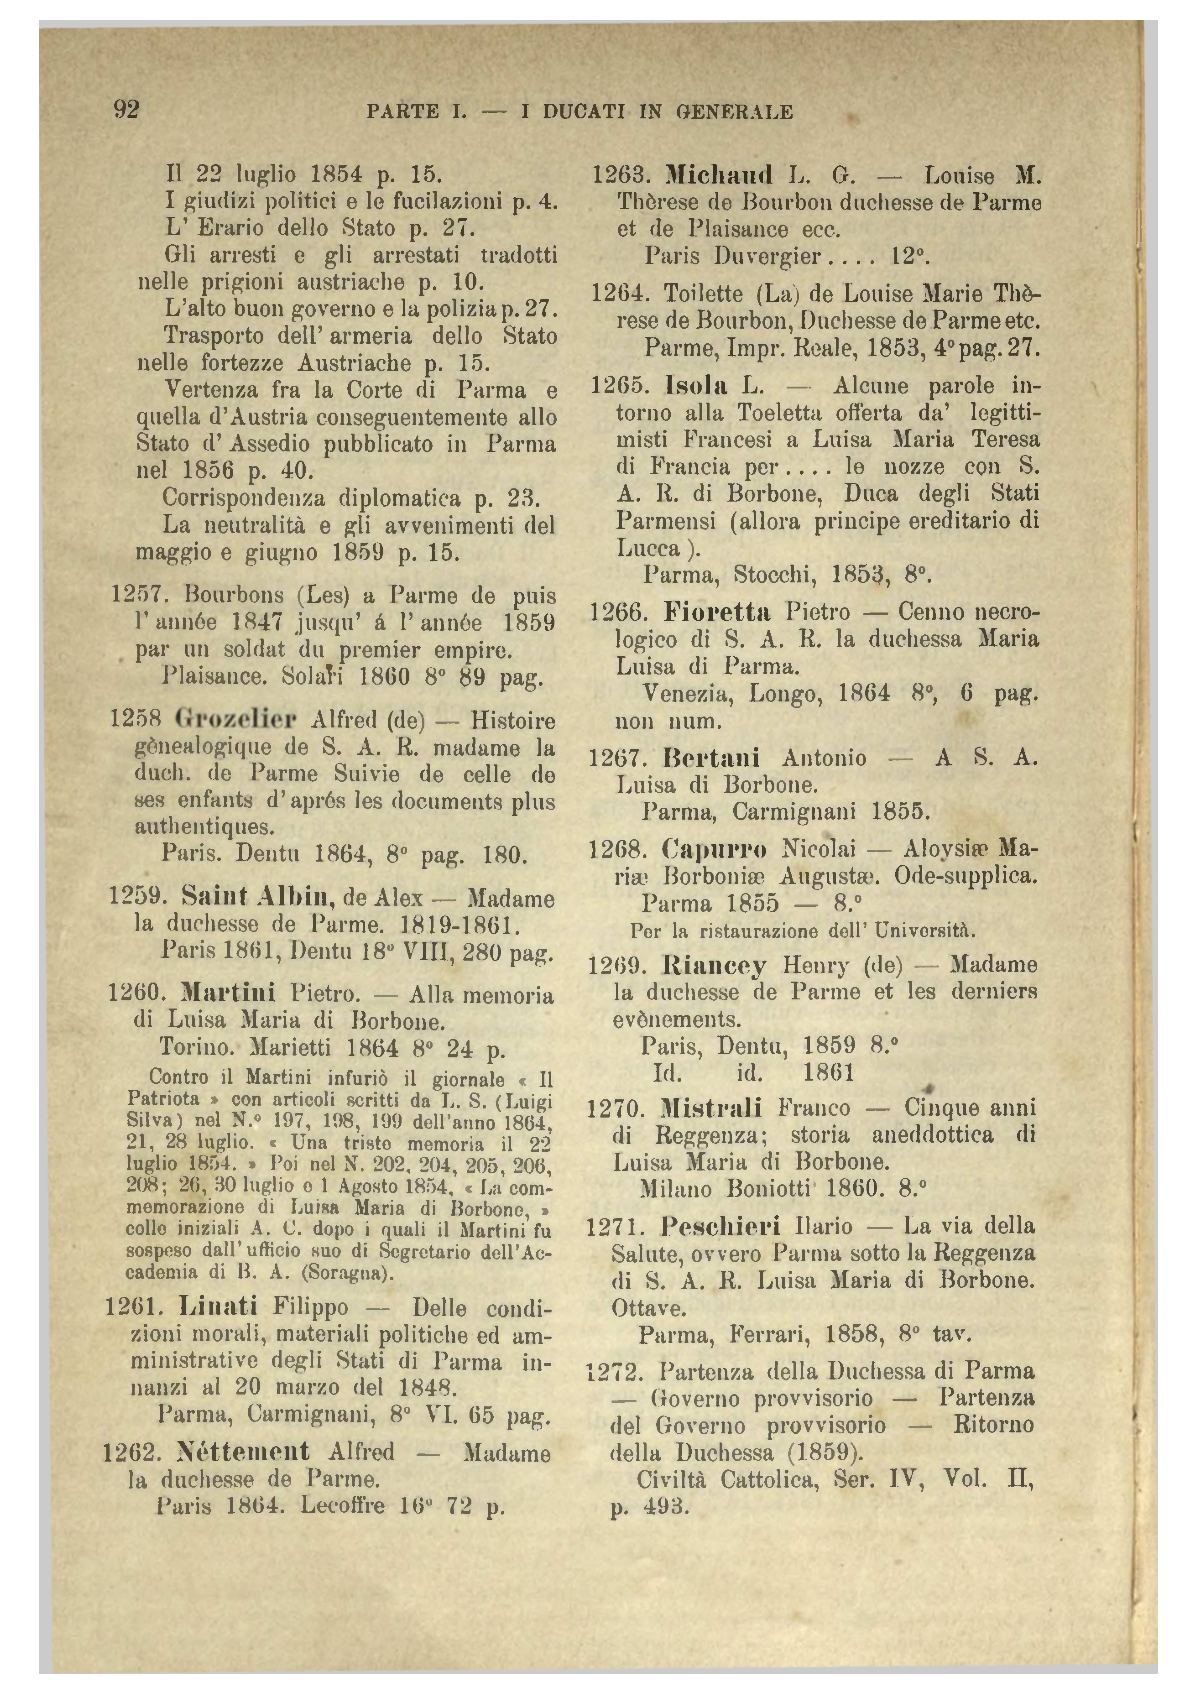 92
PARTE I. — I DUCATI IN GENERALE
Il 22 luglio 1854 p. 15.
I giudizi politici e le fucilazioni p. 4.
L' Erario dello Stato p. 27.
Gli arresti e gli arrestati tradotti
nelle prigioni austriache p. 10.
L'alto buon governo e la polizia p. 27.
Trasporto dell' armeria dello Stato
nelle fortezze Austriache p. 15.
Vertenza fra la Corte di Parma e
quella d'Austria conseguentemente allo
Stato d' Assedio pubblicato in Parma
nel 1856 p. 40.
Corrispondenza diplomatica p. 23.
La neutralità e gli avvenimenti del
maggio e giugno 1859 p. 15.
1257. Bourbons (Les) a Parme de puis
l' année 1847 jusqu' á l' année 1859
par un soldat du premier empire.
Plaisance. Solari 1860 8º 89 pag.
1258 Grozelier Alfred (de) — Histoire
gènealogique de S. A. R. madame la
duch. de Parme Suivie de celle de
ses enfants d'aprés les documents plus
authentiques.
Paris. Dentu 1864, 8º pag. 180.
1259. Saint Albin, de Alex — Madame
la duchesse de Parme. 1819-1861.
Paris 1861, Dentu 18º VIII, 280 pag.
1260. Martini Pietro. — Alla memoria
di Luisa Maria di Borbone.
Torino. Marietti 1864 8º 24 p.
Contro il Martini infuriò il giornale « Il
Patriota » con articoli scritti da L. S. (Luigi
Silva) nel N.º 197, 198, 199 dell'anno 1864,
21, 28 luglio. « Una triste memoria il 22
luglio 1854. » Poi nel N. 202, 204, 205, 206,
208; 26, 30 luglio e 1 Agosto 1854, « La com-
memorazione di Luisa Maria di Borbone, »
colle iniziali A. C. dopo i quali il Martini fu
sospeso dall'ufficio suo di Segretario dell'Ac-
cademia di B. A. (Soragna).
1261. Linati Filippo — Delle condi-
zioni morali, materiali politiche ed am-
ministrative degli Stati di Parma in-
nanzi al 20 marzo del 1848.
Parma, Carmignani, 8º VI. 65 pag.
1262. Néttement Alfred — Madame
la duchesse de Parme.
Paris 1864. Lecoffre 16º 72 p.
1263. Michaud L. G. — Louise M.
Thèrese de Bourbon duchesse de Parme
et de Plaisance ecc.
Paris Duvergier.... 12º.
1264. Toilette (La) de Louise Marie Thè-
rese de Bourbon, Duchesse de Parme etc.
Parme, Impr. Reale, 1853, 4º pag. 27.
1265. Isola L. — Alcune parole in-
torno alla Toeletta offerta da' legitti-
misti Francesi a Luisa Maria Teresa
di Francia per.... le nozze con S.
A. R. di Borbone, Duca degli Stati
Parmensi (allora principe ereditario di
Lucca ).
Parma, Stocchi, 1853, 8º.
1266. Fioretta Pietro — Cenno necro-
logico di S. A. R. la duchessa Maria
Luisa di Parma.
Venezia, Longo, 1864 8º, 6 pag.
non num.
1267. Bertani Antonio — A S. A.
Luisa di Borbone.
Parma, Carmignani 1855.
1268. Capurro Nicolai — Aloysiæ Ma-
riæ Borboniæ Augustæ. Ode-supplica.
Parma 1855 — 8.º
Per la ristaurazione dell' Università.
1269. Riancey Henry (de) — Madame
la duchesse de Parme et les derniers
evènements.
Paris, Dentu, 1859 8.º
Id. id. 1861
1270. Mistrali Franco — Cinque anni
di Reggenza; storia aneddottica di
Luisa Maria di Borbone.
Milano Boniotti 1860. 8.º
1271. Peschieri Ilario — La via della
Salute, ovvero Parma sotto la Reggenza
di S. A. R. Luisa Maria di Borbone.
Ottave.
Parma, Ferrari, 1858, 8º tav.
1272. Partenza della Duchessa di Parma
— Governo provvisorio — Partenza
del Governo provvisorio — Ritorno
della Duchessa (1859).
Civiltà Cattolica, Ser. IV, Vol. II,
p. 493.